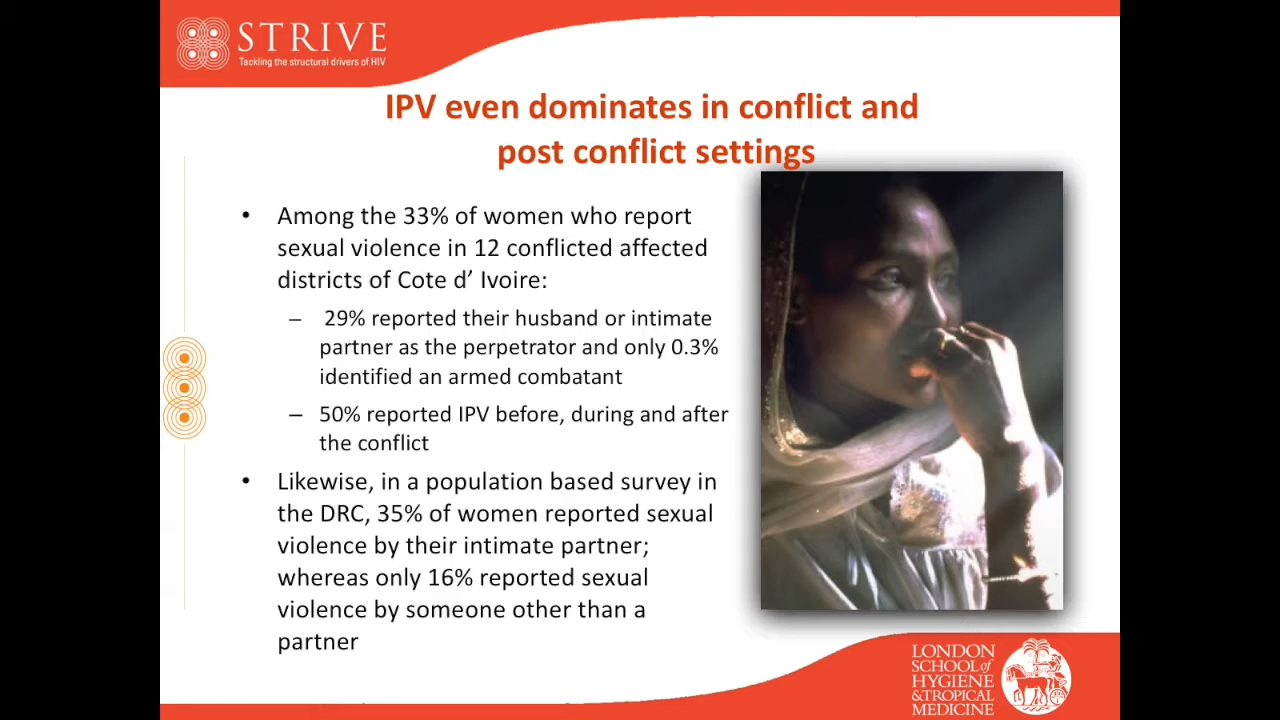 STRIVE
Tackling the structural drivers of HIV
IPV even dominates in conflict and
post conflict settings
• Among the 33% of women who report
sexual violence in 12 conflicted affected
districts of Cote d’ Ivoire:
– 29% reported their husband or intimate
partner as the perpetrator and only 0.3%
identified an armed combatant
– 50% reported IPV before, during and after
the conflict
• Likewise, in a population based survey in
the DRC, 35% of women reported sexual
violence by their intimate partner;
whereas only 16% reported sexual
violence by someone other than a
partner
LONDON
SCHOOL of
HYGIENE
& TROPICAL
MEDICINE